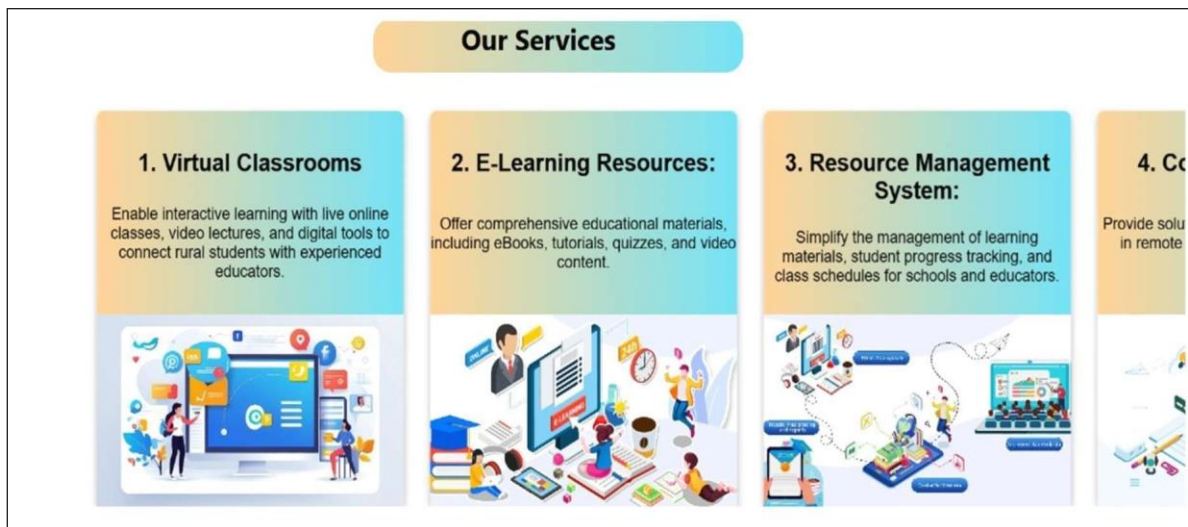 Our Services
1. Virtual Classrooms
Enable interactive learning with live online
classes, video lectures, and digital tools to
connect rural students with experienced
educators.
2. E-Learning Resources:
Offer comprehensive educational materials,
including eBooks, tutorials, quizzes, and video
content.
3. Resource Management
System:
Simplify the management of learning
materials, student progress tracking, and
class schedules for schools and educators.
4. Co
Provide solu
in remote
ONLINE
24h
E-LEARNING